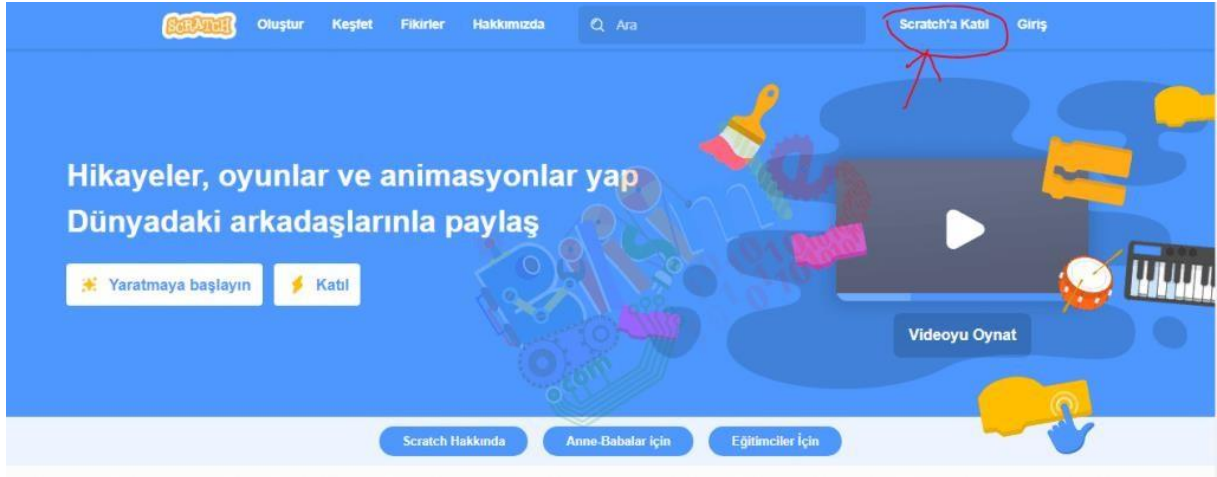 SCRATCH Oluştur Keşfet Fikirler Hakkımızda Ara Scratch'a Katıl Giriş
Hikayeler, oyunlar ve animasyonlar yap
Dünyadaki arkadaşlarınla paylaş
Yaratmaya başlayın Katıl
Videoyu Oynat
.com
Scratch Hakkında Anne-Babalar için Eğitimciler İçin